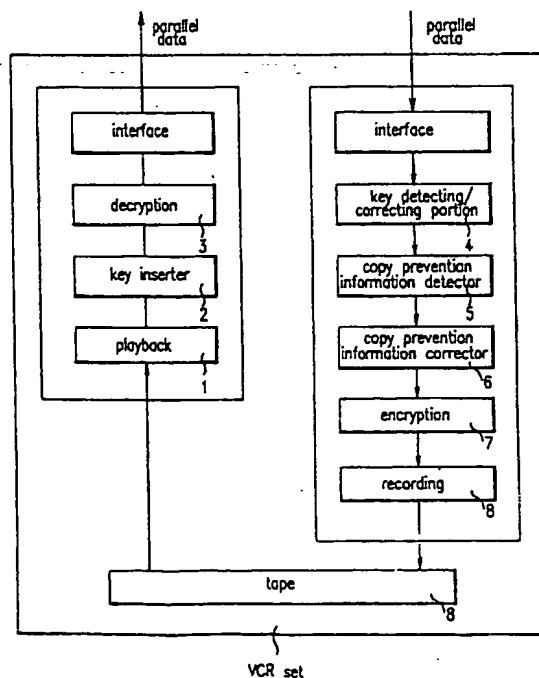 parallel
data
parallel
data
interface
decryption
3
key inserter
2
playback
1
interface
key detecting/
correcting portion
4
copy prevention
information detector
5
copy prevention
information corrector
6
encryption
7
recording
8
tape
8
VCR set